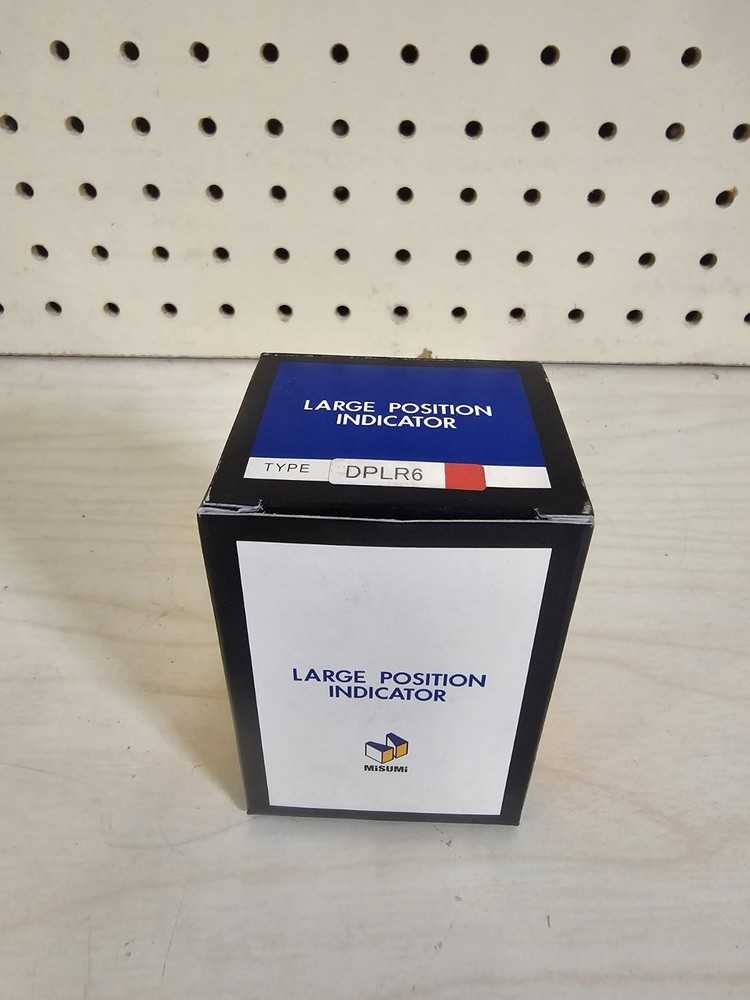 LARGE POSITION
INDICATOR
TYPE DPLR6
LARGE POSITION
INDICATOR
MiSUMi